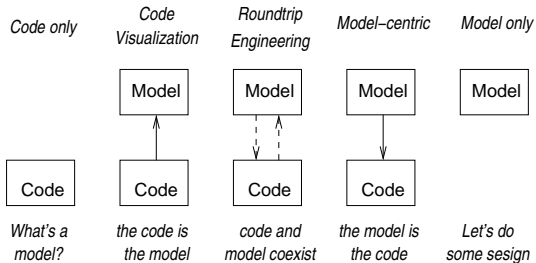 Code only
Code
Visualization
Roundtrip
Engineering
Model-centric
Model only
Model
Model
Model
Model
Code
Code
Code
Code
What's a
model?
the code is
the model
code and
model coexist
the model is
the code
Let's do
some sesign